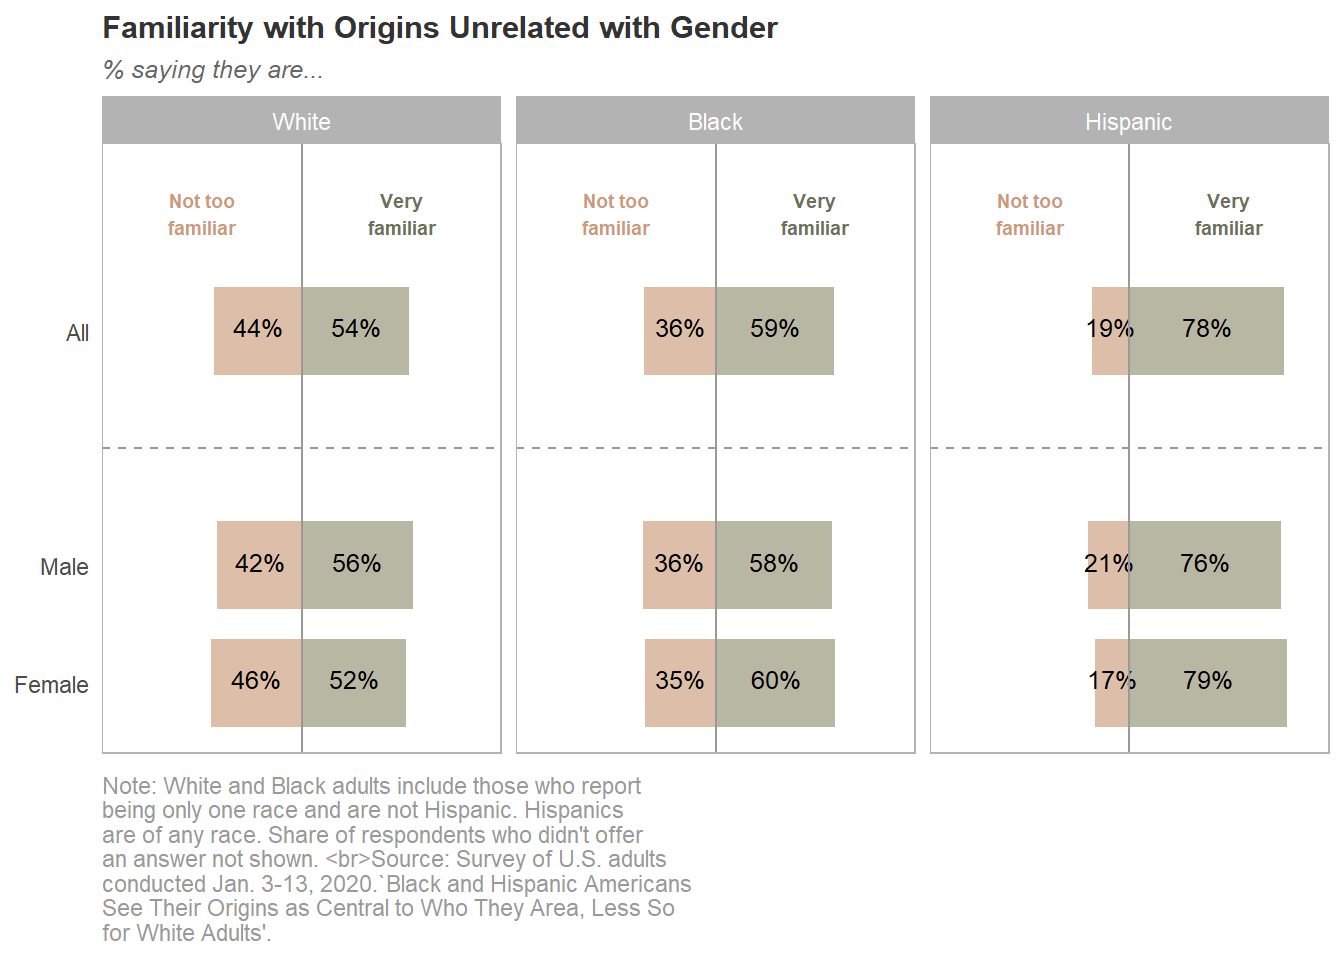 Familiarity with Origins Unrelated with Gender
% saying they are...
White
Black
Hispanic
Not too
familiar
Very
familiar
Not too
familiar
Very
familiar
Not too
familiar
Very
familiar
All
44%
54%
36%
59%
19%
78%
Male
42%
56%
36%
58%
21%
76%
Female
46%
52%
35%
60%
17%
79%
Note: White and Black adults include those who report
being only one race and are not Hispanic. Hispanics
are of any race. Share of respondents who didn't offer
an answer not shown. <br>Source: Survey of U.S. adults
conducted Jan. 3-13, 2020.`Black and Hispanic Americans
See Their Origins as Central to Who They Area, Less So
for White Adults'.